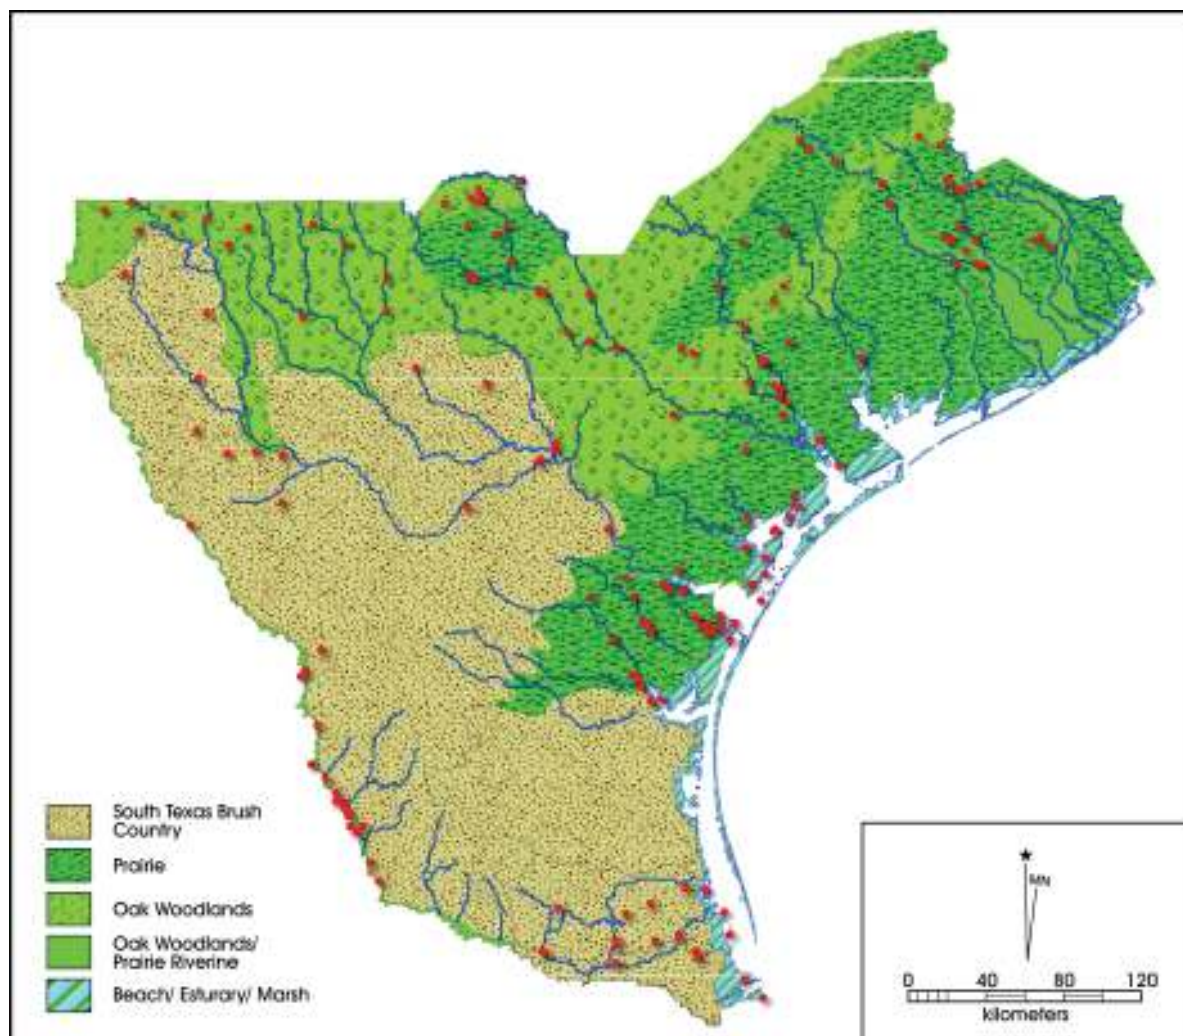 South Texas Brush
Country
Prairie
Oak Woodlands
Oak Woodlands/
Prairie Riverine
Beach/ Esturary/ Marsh
MN
0 40 80 120
kilometers